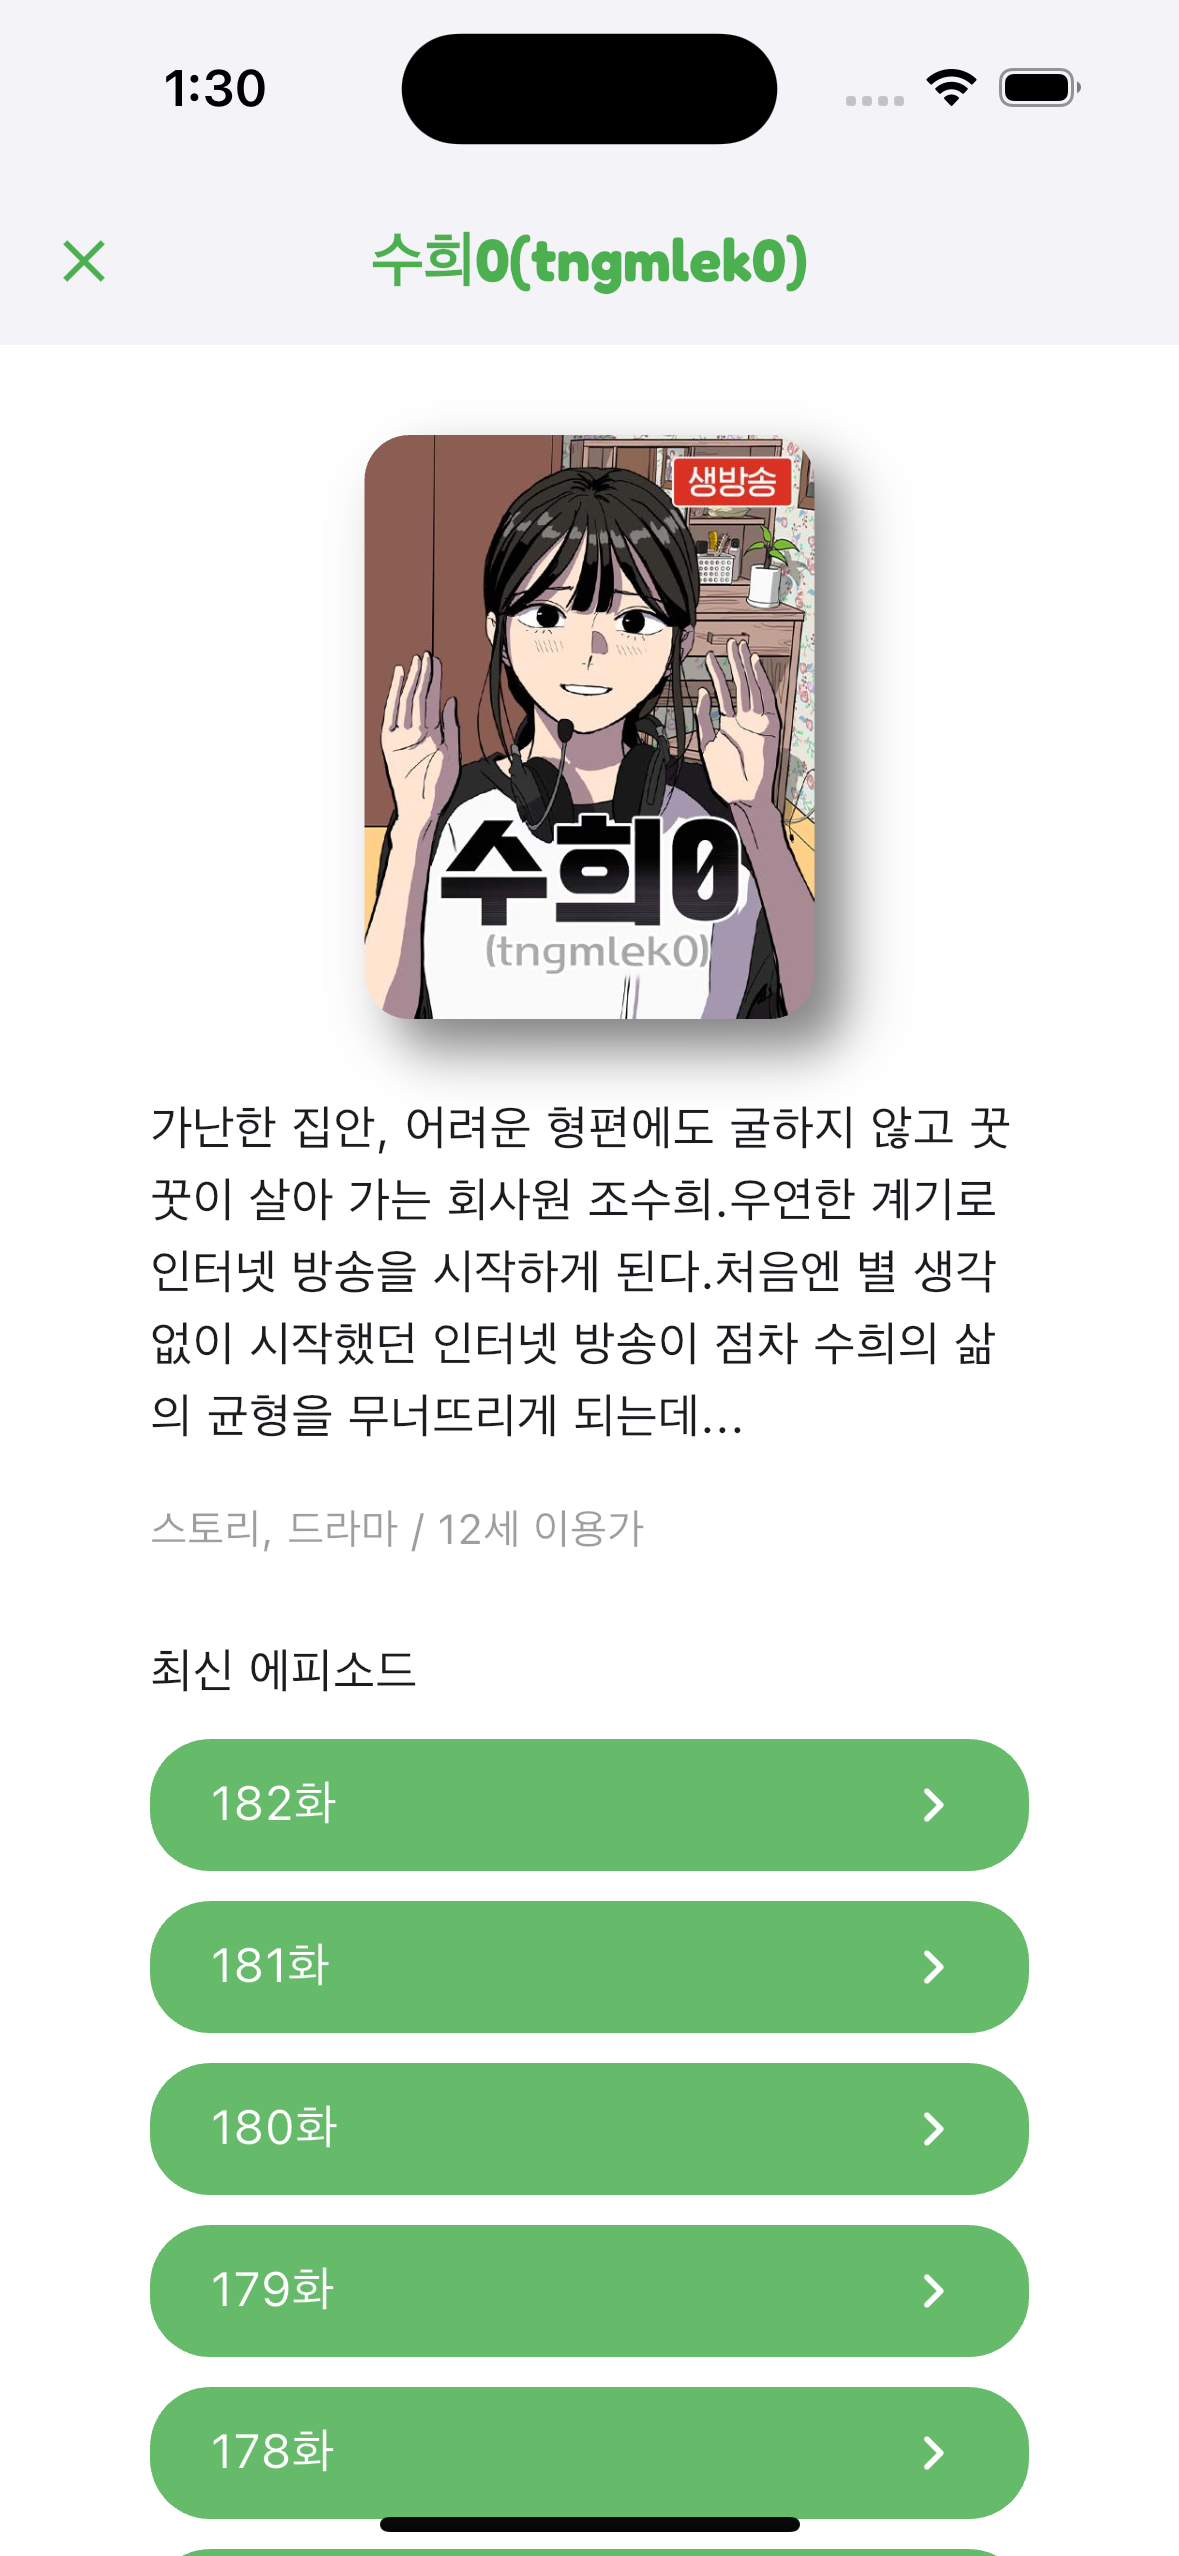 1:30
수희0(tngmlek0)
생방송
수희0
(tngmlek0)
가난한 집안, 어려운 형편에도 굴하지 않고 꿋
꿋이 살아 가는 회사원 조수희.우연한 계기로
인터넷 방송을 시작하게 된다.처음엔 별 생각
없이 시작했던 인터넷 방송이 점차 수희의 삶
의 균형을 무너뜨리게 되는데...
스토리, 드라마 / 12세 이용가
최신 에피소드
182화
181화
180화
179화
178화